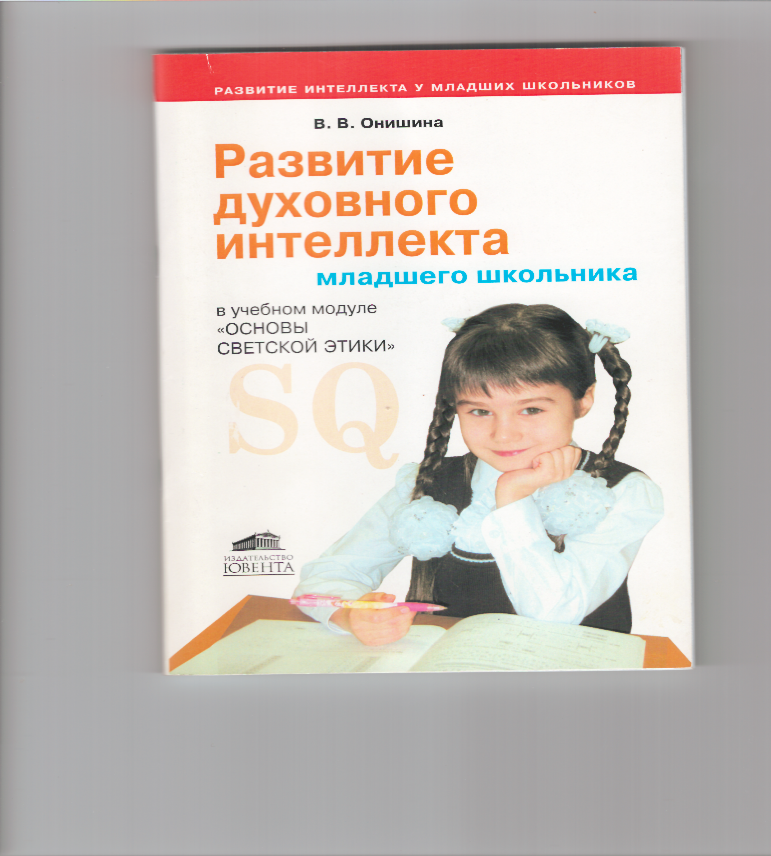 РАЗВИТИЕ ИНТЕЛЛЕКТА У МЛАДШИХ ШКОЛЬНИКОВ
В. В. Онишина
Развитие
духовного
интеллекта
младшего школьника
в учебном модуле
«ОСНОВЫ
СВЕТСКОЙ ЭТИКИ»
SQ
ИЗДАТЕЛЬСТВО
ЮВЕНТА